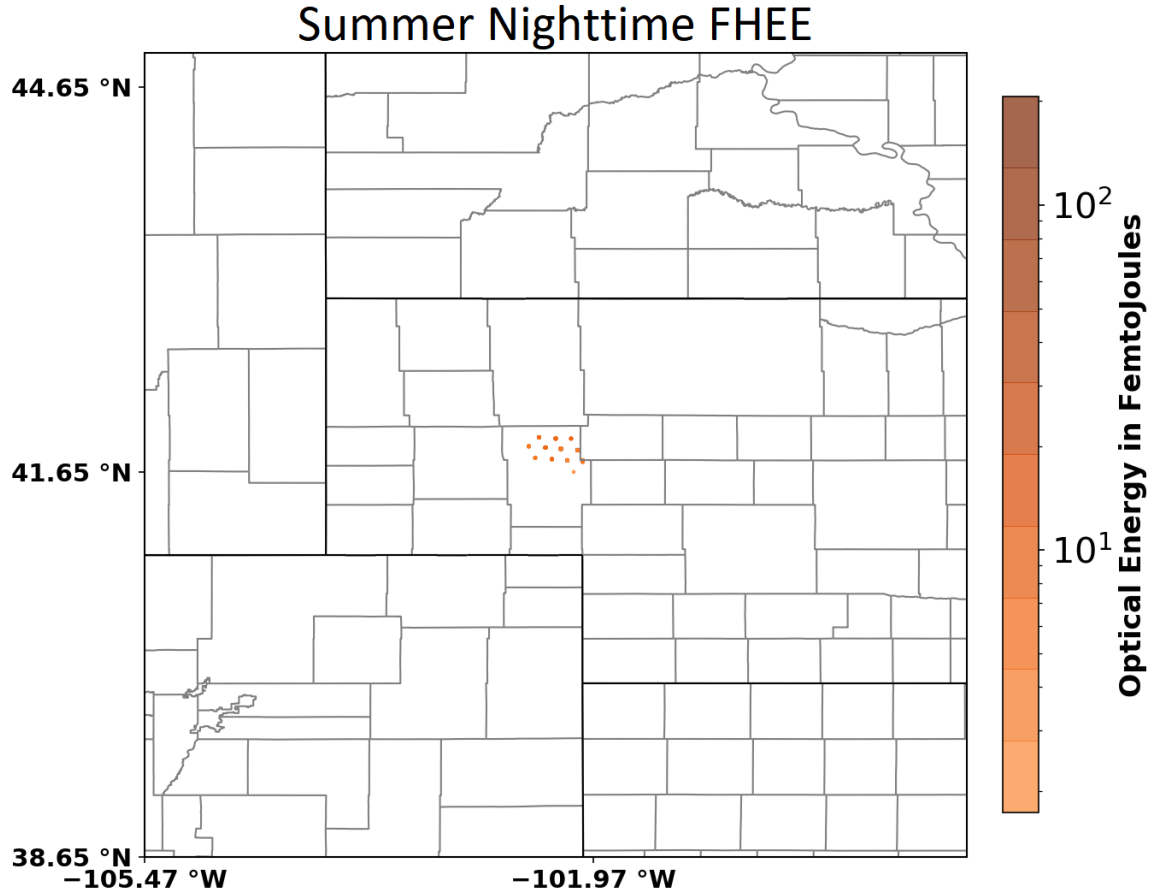 Summer Nighttime FHEE
44.65 °N
41.65 °N
38.65 °N
−105.47 °W
−101.97 °W
10²
10¹
Optical Energy in FemtoJoules